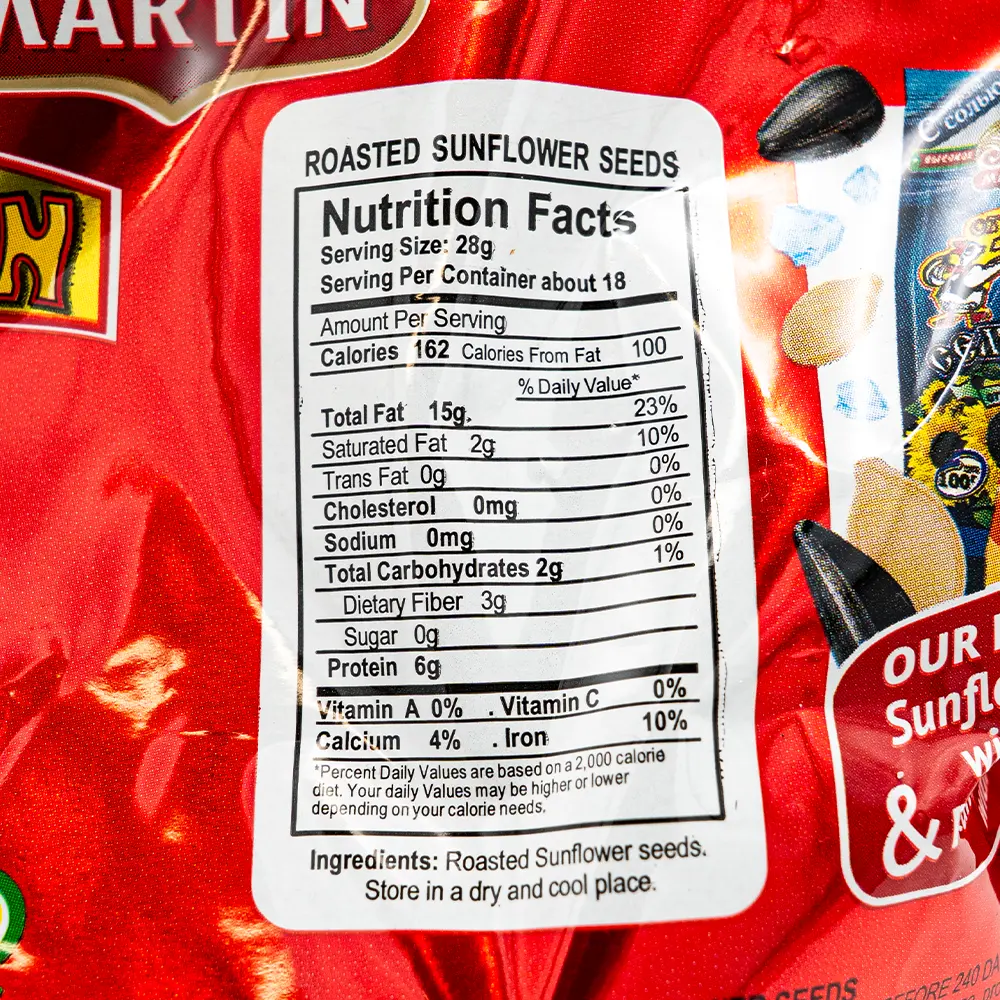 MARTIN
ROASTED SUNFLOWER SEEDS
Nutrition Facts
Serving Size: 28g
Serving Per Container about 18
Amount Per Serving
Calories 162 Calories From Fat 100
% Daily Value*
Total Fat 15g. 23%
Saturated Fat 2g 10%
Trans Fat 0g 0%
Cholesterol 0mg 0%
Sodium 0mg 0%
Total Carbohydrates 2g 1%
Dietary Fiber 3g
Sugar 0g
Protein 6g
Vitamin A 0% . Vitamin C 0%
Calcium 4% . Iron 10%
*Percent Daily Values are based on a 2,000 calorie
diet. Your daily Values may be higher or lower
depending on your calorie needs.
Ingredients: Roasted Sunflower seeds.
Store in a dry and cool place.
С солью
OUR
&
SEEDS
240